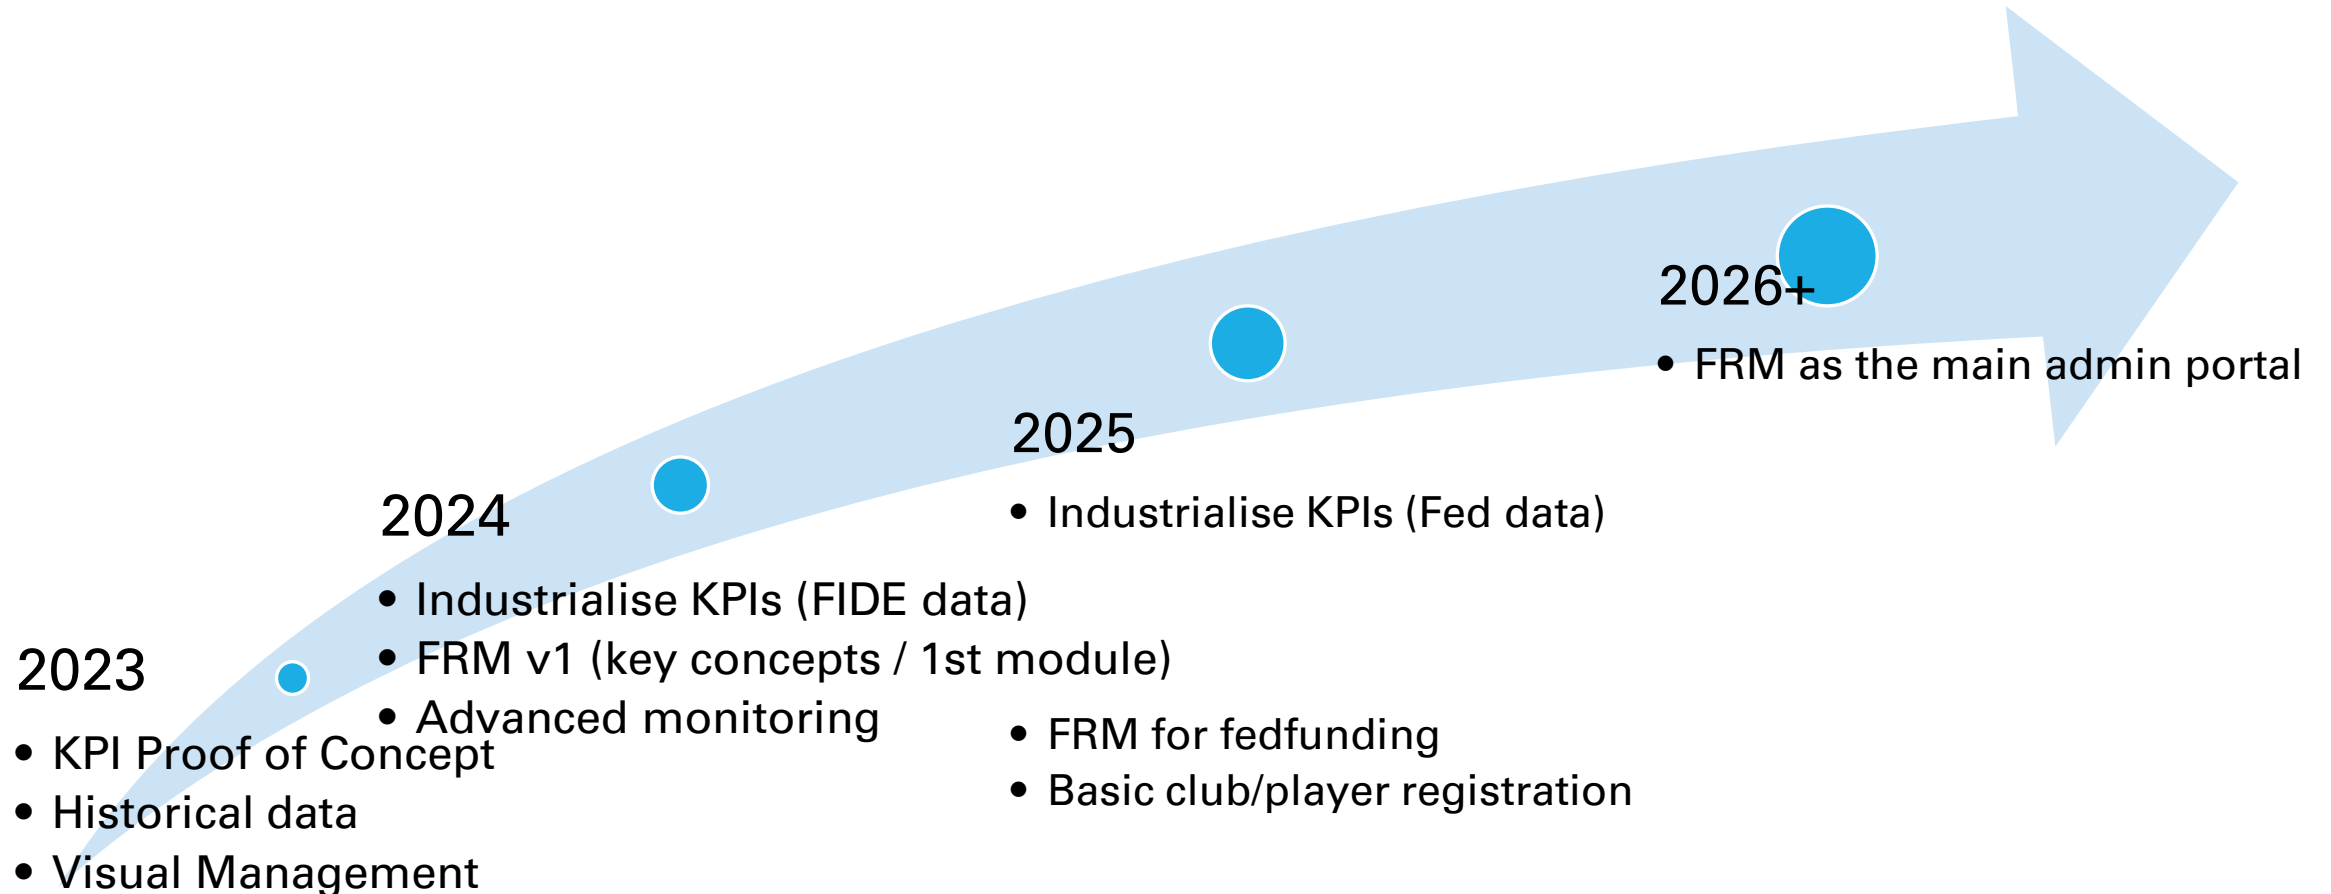 2023
• KPI Proof of Concept
• Historical data
• Visual Management
2024
• Industrialise KPIs (FIDE data)
• FRM v1 (key concepts / 1st module)
• Advanced monitoring
2025
• Industrialise KPIs (Fed data)
• FRM for fedfunding
• Basic club/player registration
2026+
• FRM as the main admin portal